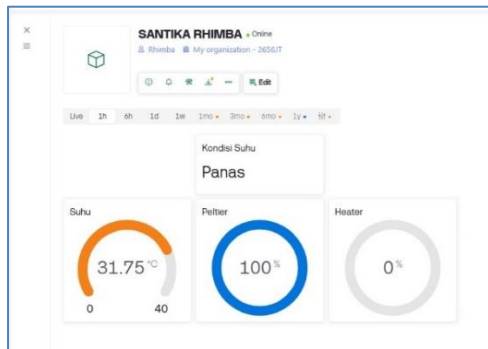 SANTIKA RHIMBA Online
Rhimba My organization - 2656JT
Edit
Live 1h 6h 1d 1w 1mo 3mo 6mo 1y
Kondisi Suhu
Panas
Suhu Peltier Heater
31.75 °C 100 % 0 %
0 40